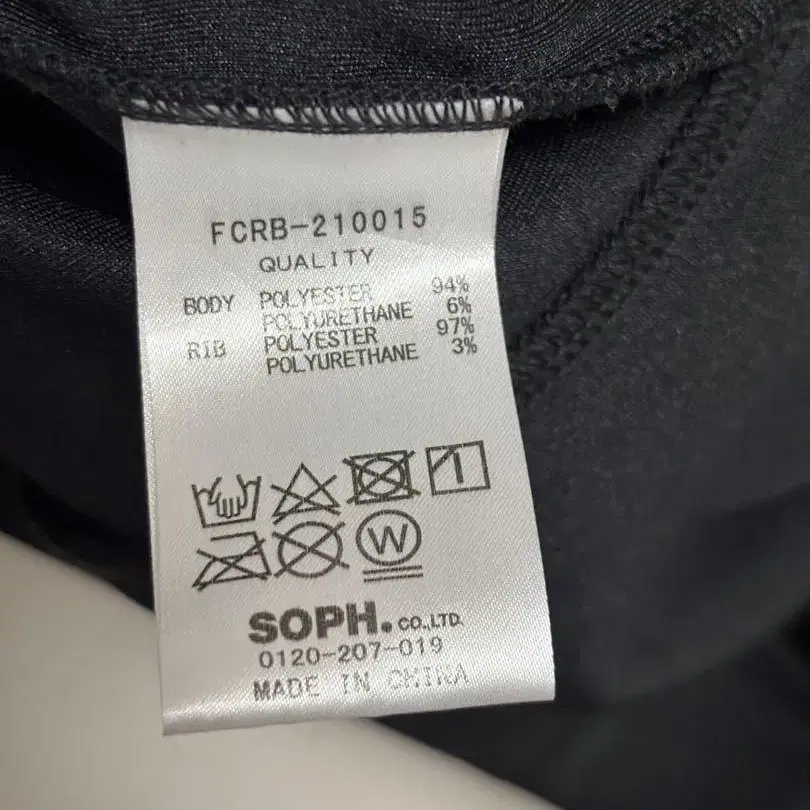 FCRB-210015
QUALITY
BODY POLYESTER 94%
POLYURETHANE 6%
RIB POLYESTER 97%
POLYURETHANE 3%
W
SOPH. CO.,LTD.
0120-207-019
MADE IN CHINA